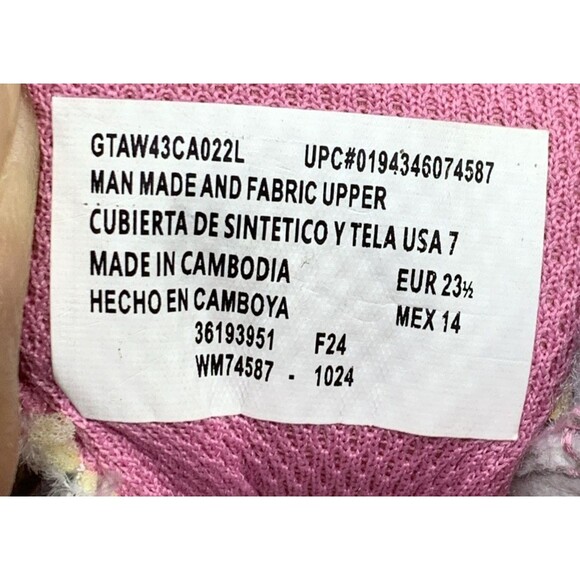 GTAW43CA022L UPC#0194346074587
MAN MADE AND FABRIC UPPER
CUBIERTA DE SINTETICO Y TELA USA 7
MADE IN CAMBODIA EUR 23½
HECHO EN CAMBOYA MEX 14
36193951 F24
WM74587 - 1024